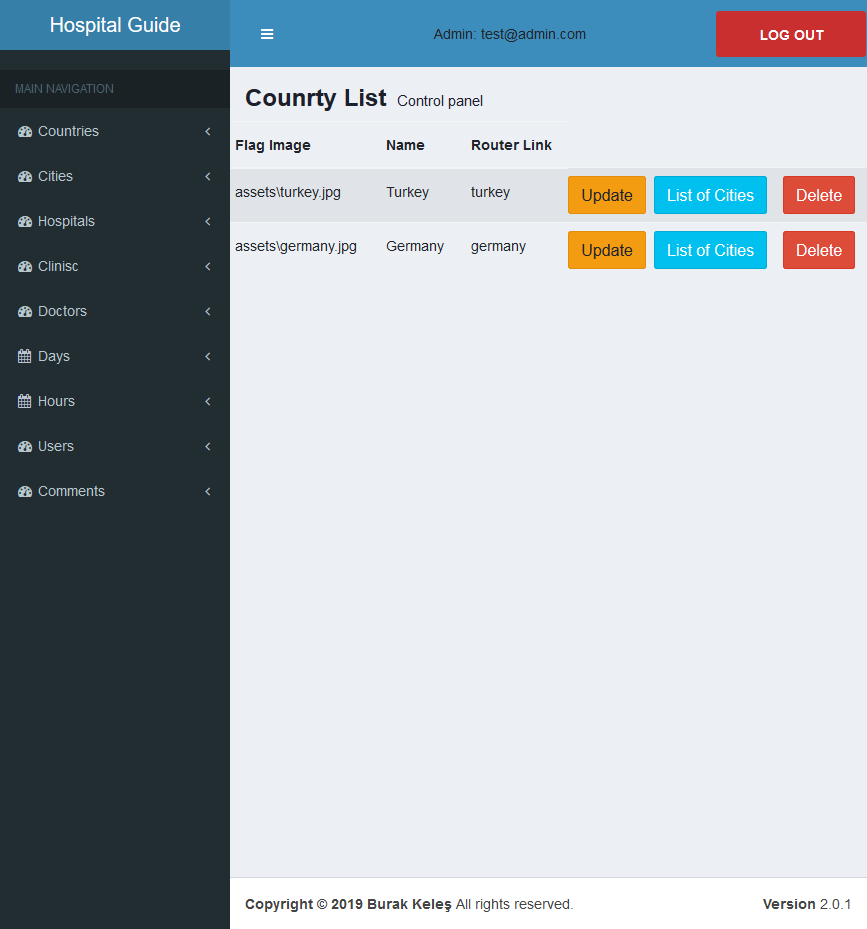 Hospital Guide
Admin: test@admin.com
LOG OUT
MAIN NAVIGATION
Countries
Cities
Hospitals
Clinisc
Doctors
Days
Hours
Users
Comments
Counrty List Control panel
Flag Image Name Router Link
assets\turkey.jpg Turkey turkey Update List of Cities Delete
assets\germany.jpg Germany germany Update List of Cities Delete
Copyright © 2019 Burak Keleş All rights reserved.
Version 2.0.1